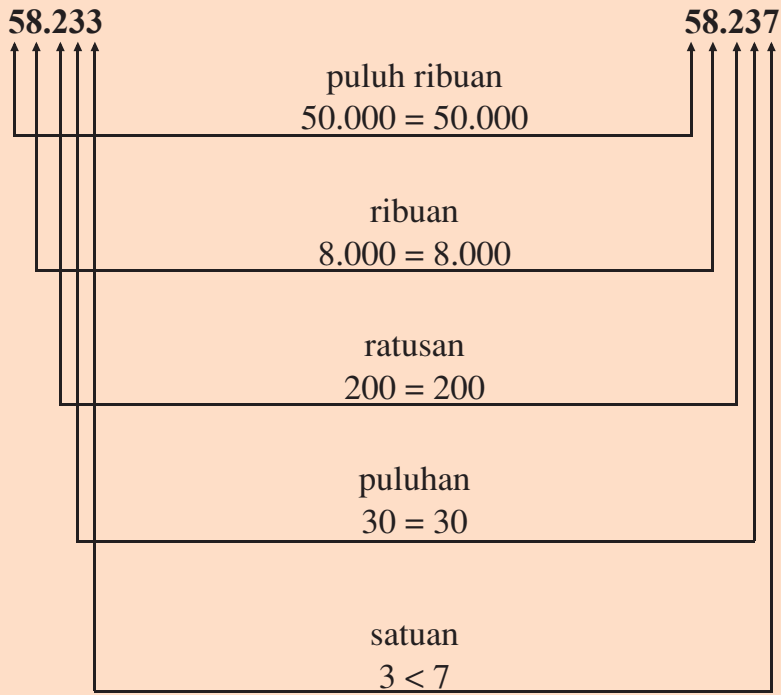 58.233 58.237
puluh ribuan
50.000 = 50.000
ribuan
8.000 = 8.000
ratusan
200 = 200
puluhan
30 = 30
satuan
3 < 7